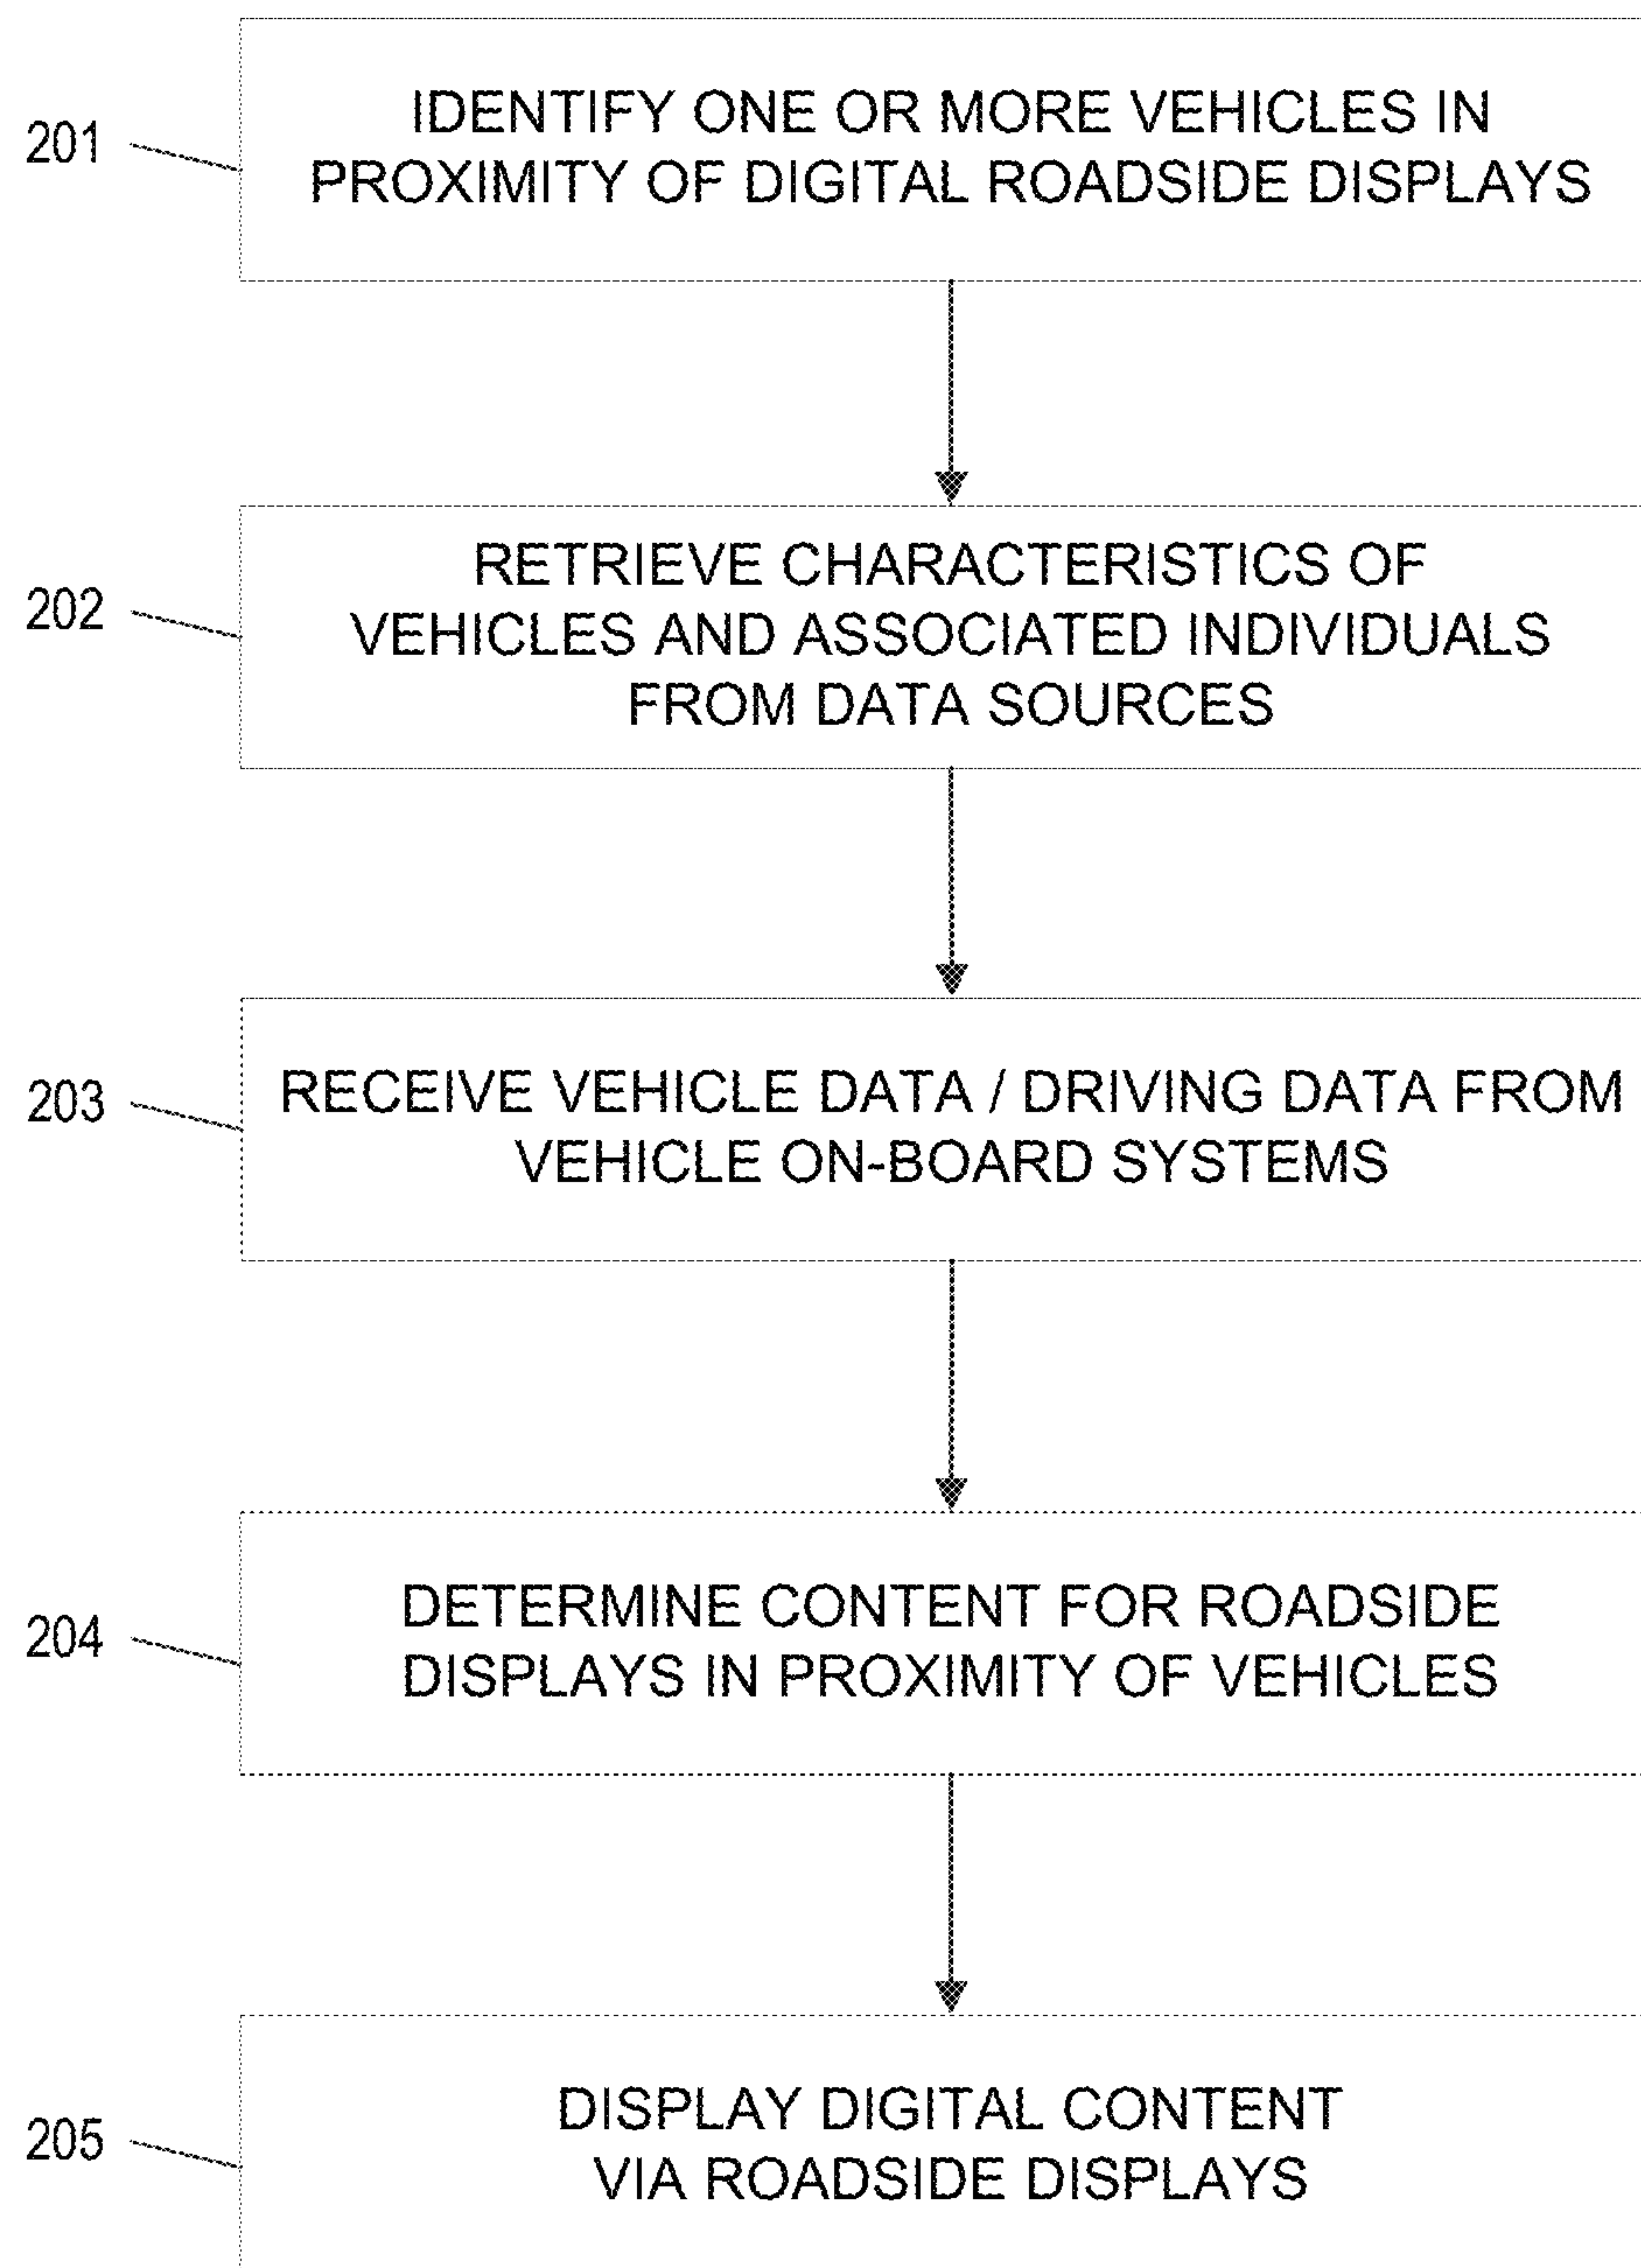 201
IDENTIFY ONE OR MORE VEHICLES IN
PROXIMITY OF DIGITAL ROADSIDE DISPLAYS
202
RETRIEVE CHARACTERISTICS OF
VEHICLES AND ASSOCIATED INDIVIDUALS
FROM DATA SOURCES
203
RECEIVE VEHICLE DATA / DRIVING DATA FROM
VEHICLE ON-BOARD SYSTEMS
204
DETERMINE CONTENT FOR ROADSIDE
DISPLAYS IN PROXIMITY OF VEHICLES
205
DISPLAY DIGITAL CONTENT
VIA ROADSIDE DISPLAYS